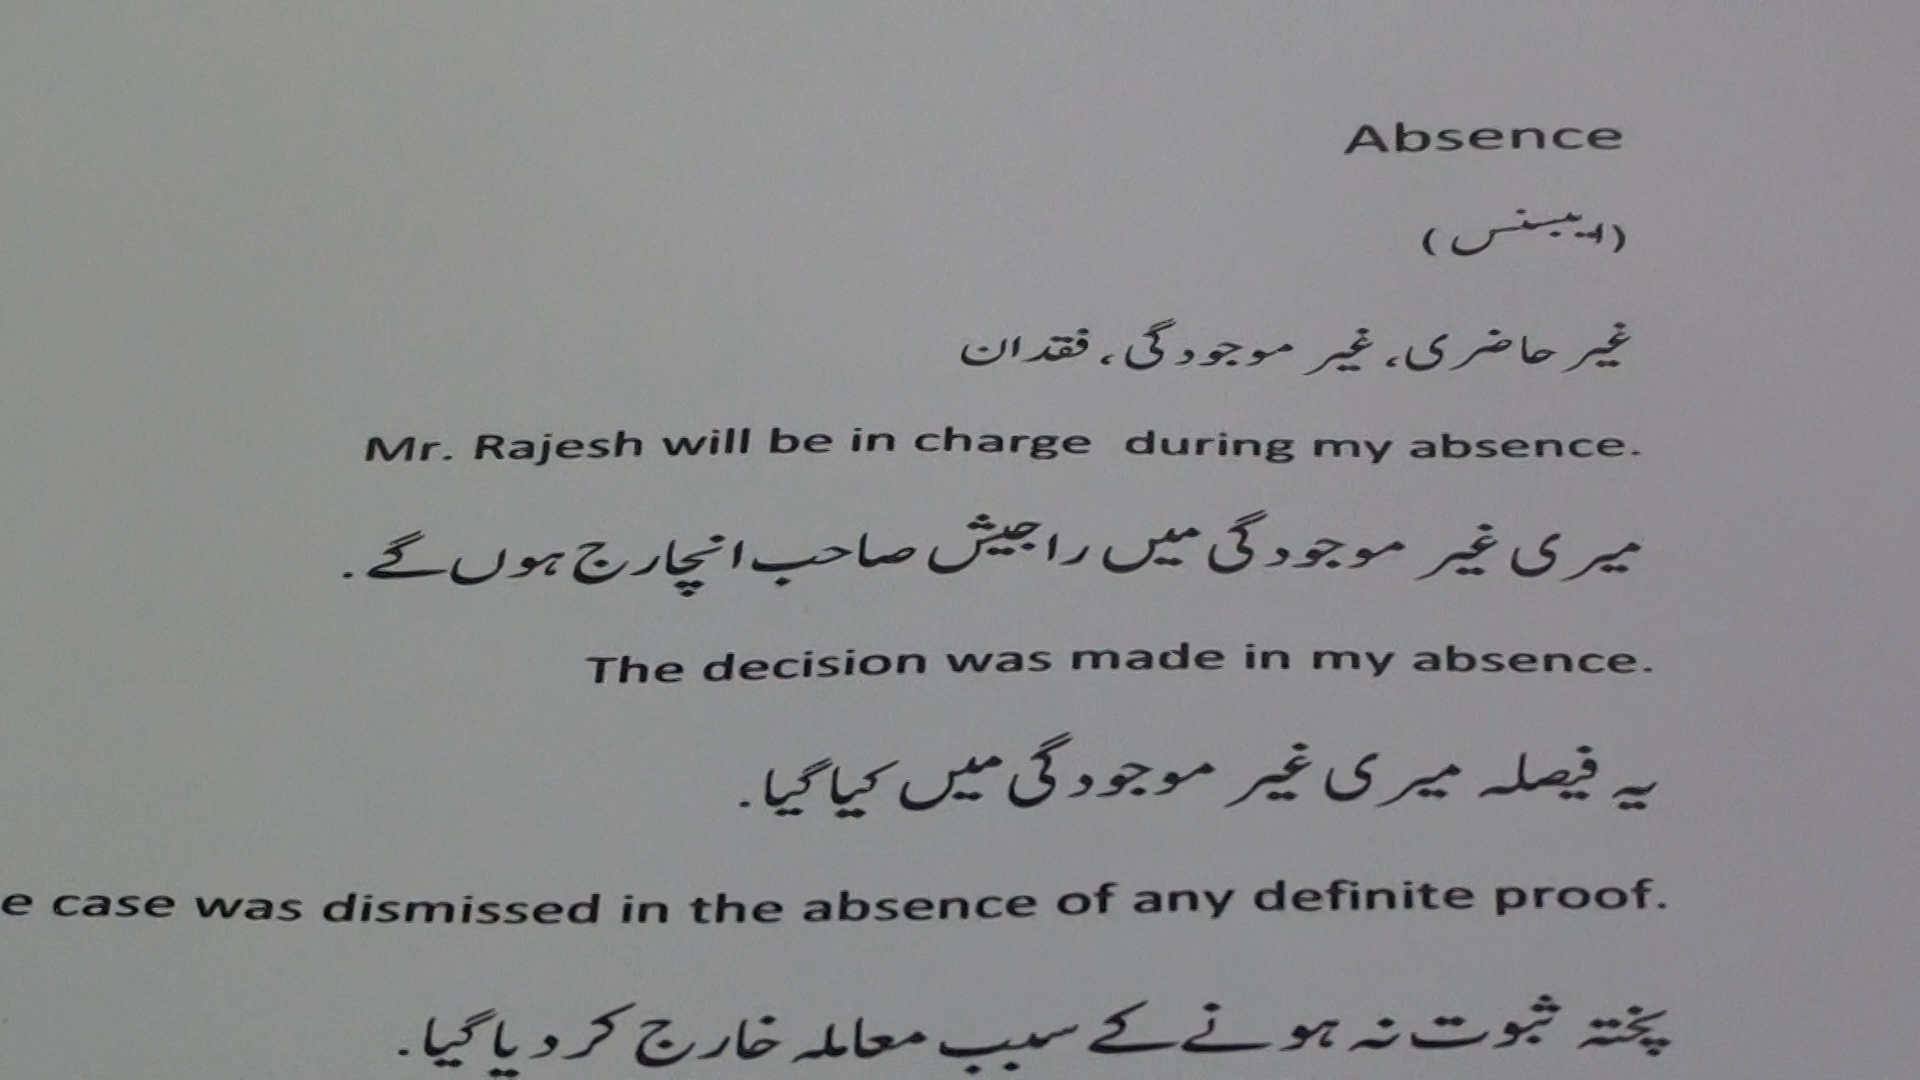 Absence
(ایبسنس)
غیر حاضری، غیر موجودگی، فقدان
Mr. Rajesh will be in charge during my absence.
میری غیر موجودگی میں راجیش صاحب انچارج ہوں گے.
The decision was made in my absence.
یہ فیصلہ میری غیر موجودگی میں کیا گیا.
e case was dismissed in the absence of any definite proof.
پختہ ثبوت نہ ہونے کے سبب معاملہ خارج کر دیا گیا.